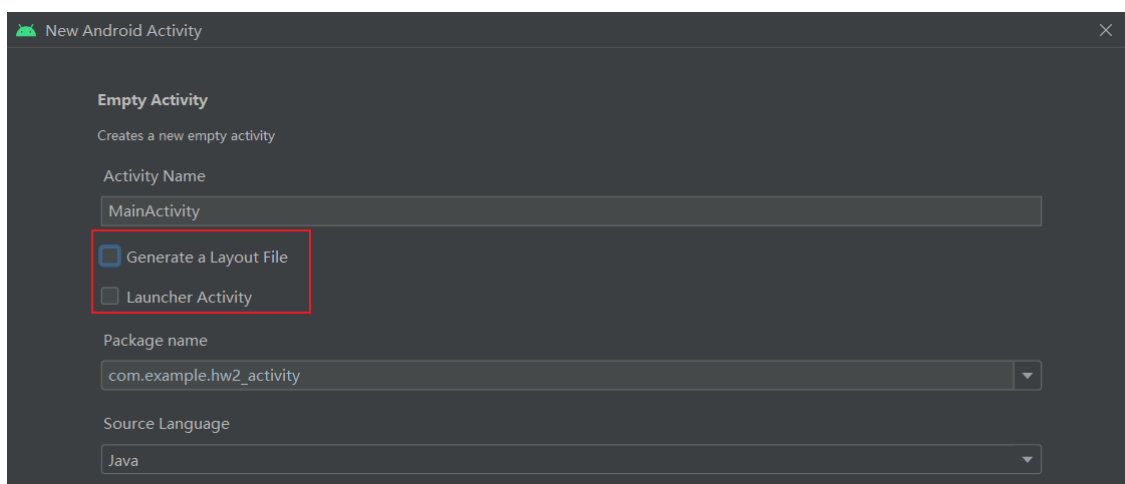 New Android Activity
Empty Activity
Creates a new empty activity
Activity Name
MainActivity
Generate a Layout File
Launcher Activity
Package name
com.example.hw2_activity
Source Language
Java